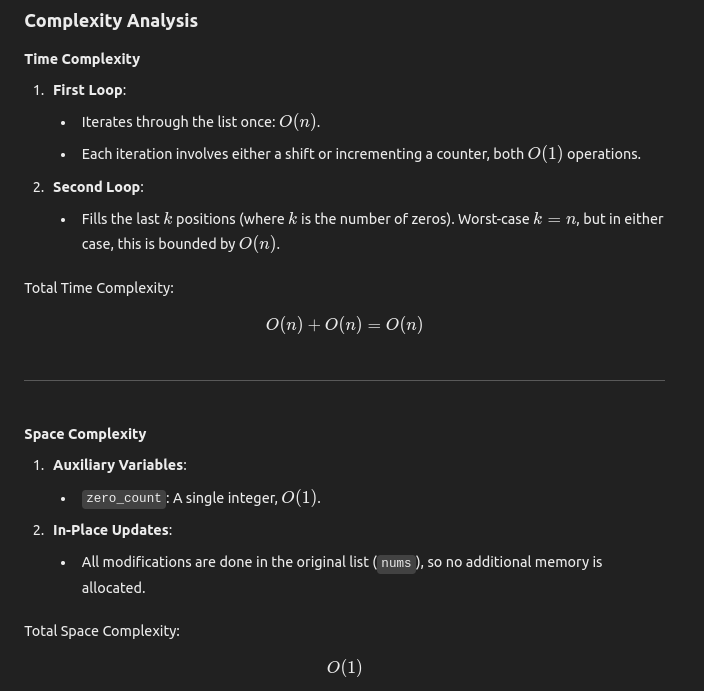 Complexity Analysis
Time Complexity
1. First Loop:
• Iterates through the list once: O(n).
• Each iteration involves either a shift or incrementing a counter, both O(1) operations.
2. Second Loop:
• Fills the last k positions (where k is the number of zeros). Worst-case k = n, but in either
case, this is bounded by O(n).
Total Time Complexity:
O(n) + O(n) = O(n)
Space Complexity
1. Auxiliary Variables:
• zero_count: A single integer, O(1).
2. In-Place Updates:
• All modifications are done in the original list (nums), so no additional memory is
allocated.
Total Space Complexity:
O(1)